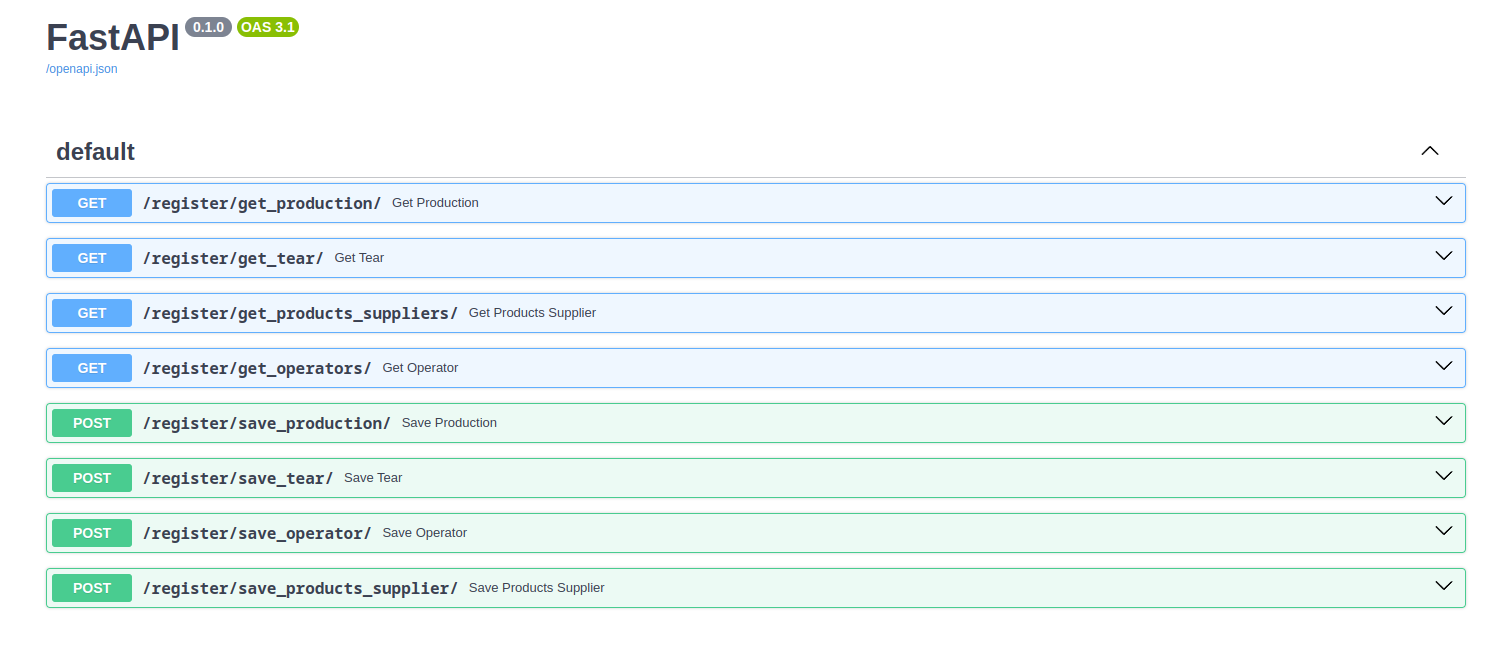 FastAPI 0.1.0 OAS 3.1
/openapi.json
default
GET /register/get_production/ Get Production
GET /register/get_tear/ Get Tear
GET /register/get_products_suppliers/ Get Products Supplier
GET /register/get_operators/ Get Operator
POST /register/save_production/ Save Production
POST /register/save_tear/ Save Tear
POST /register/save_operator/ Save Operator
POST /register/save_products_supplier/ Save Products Supplier